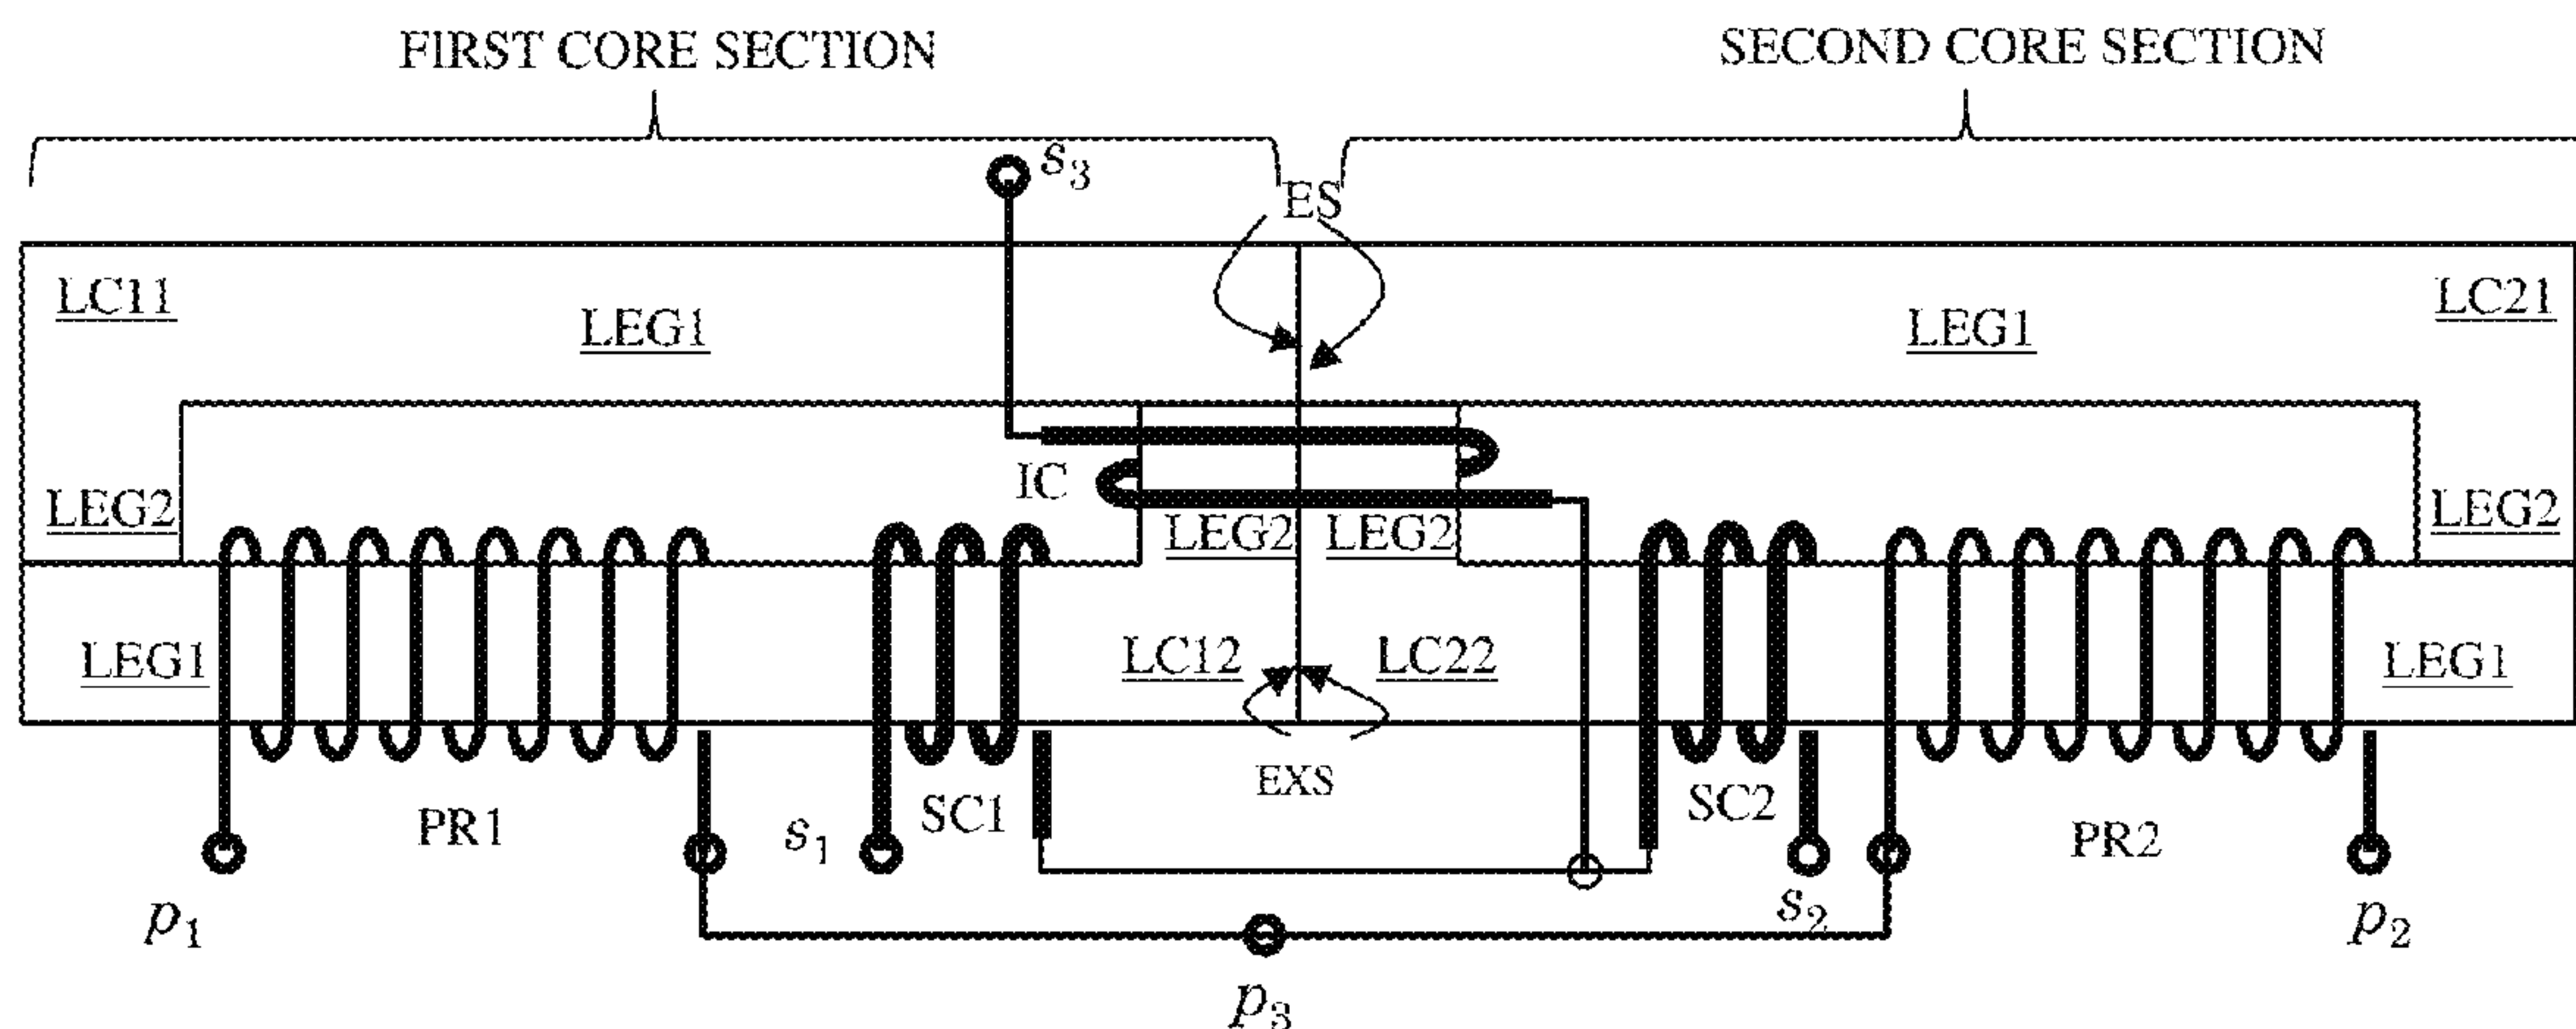 FIRST CORE SECTION
SECOND CORE SECTION
s3
ES
LC11
LC21
LEG1
LEG1
IC
LEG2
LEG2
LEG2
LEG2
LEG1
LC12
LC22
LEG1
EXS
PR1
s1
SC1
SC2
PR2
p1
s2
p2
p3